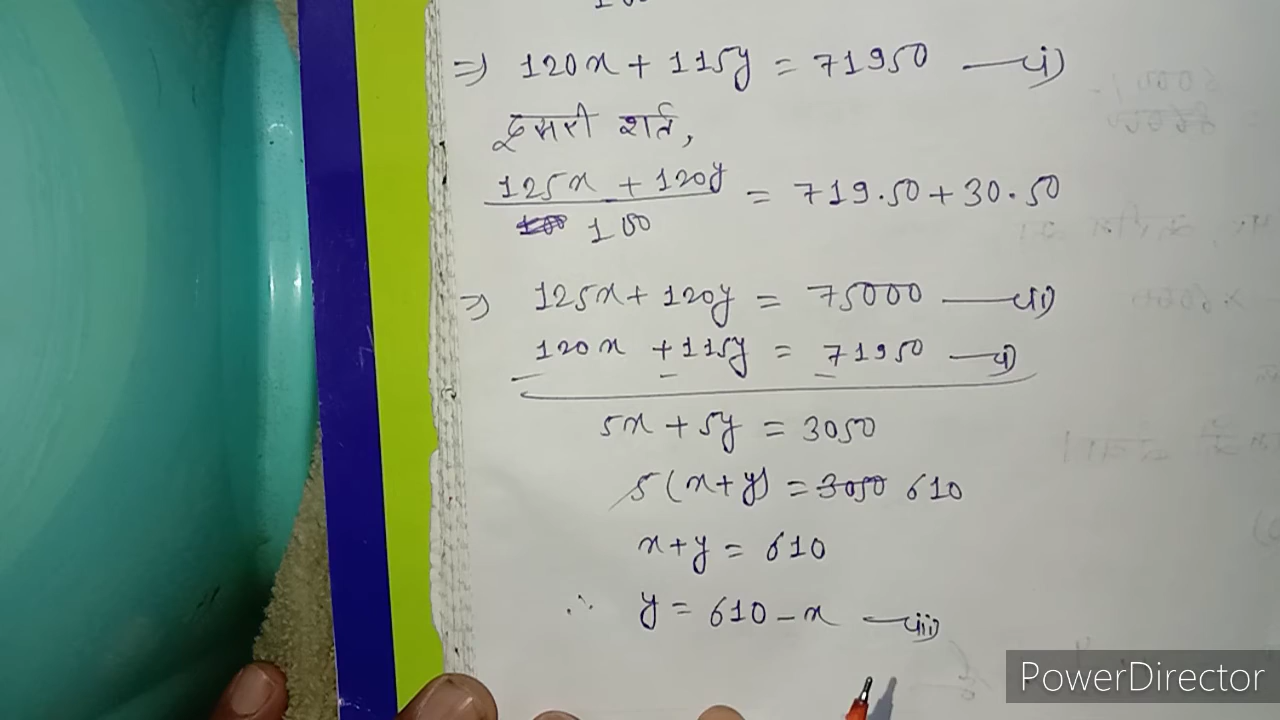 ⇒ 120x + 115y = 71950 —(i)
दूसरी शर्त,
125x + 120y = 719.50 + 30.50
100
⇒ 125x + 120y = 75000 —(ii)
120x + 115y = 71950 —(i)
5x + 5y = 3050
5(x+y) = 3050 610
x+y = 610
∴ y = 610 - x —(iii)
PowerDirector